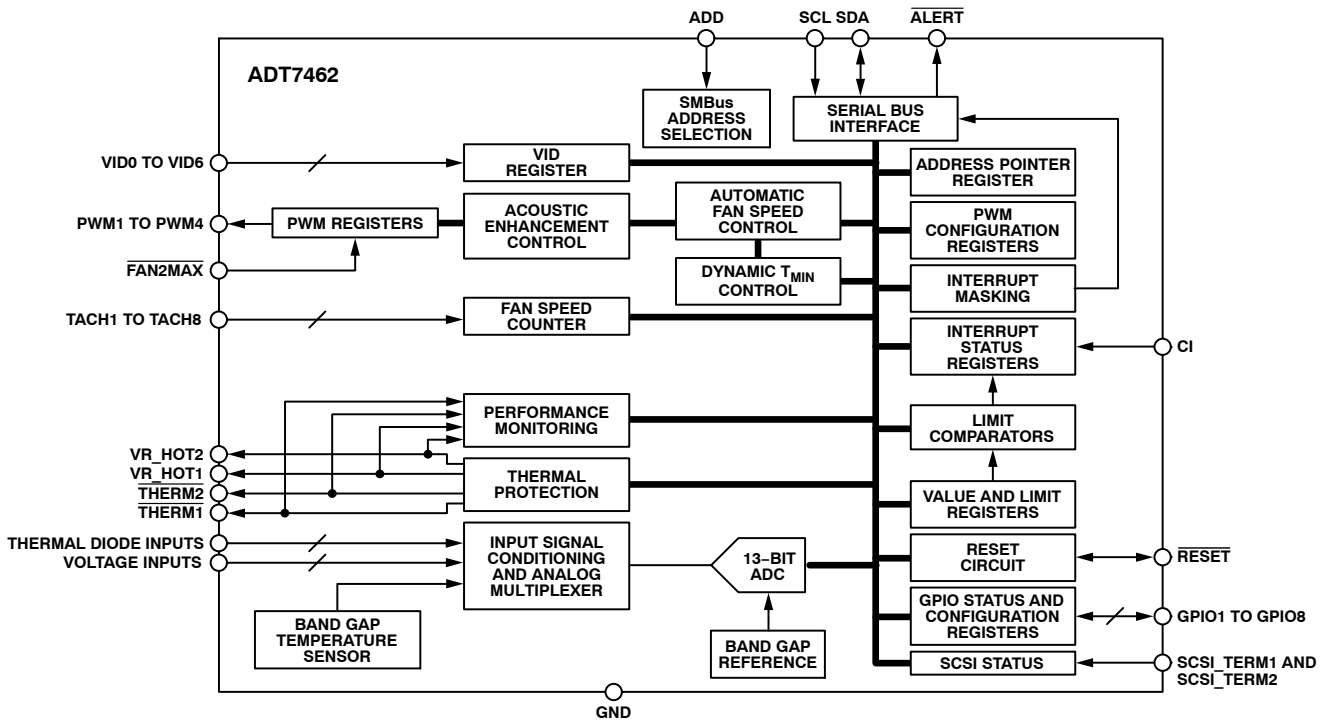 ADD
SCL SDA
ALERT
ADT7462
SMBus
ADDRESS
SELECTION
SERIAL BUS
INTERFACE
VID0 TO VID6
VID
REGISTER
ADDRESS POINTER
REGISTER
PWM1 TO PWM4
PWM REGISTERS
ACOUSTIC
ENHANCEMENT
CONTROL
AUTOMATIC
FAN SPEED
CONTROL
PWM
CONFIGURATION
REGISTERS
FAN2MAX
DYNAMIC TMIN
CONTROL
INTERRUPT
MASKING
TACH1 TO TACH8
FAN SPEED
COUNTER
INTERRUPT
STATUS
REGISTERS
CI
PERFORMANCE
MONITORING
LIMIT
COMPARATORS
VR_HOT2
VR_HOT1
THERM2
THERM1
THERMAL
PROTECTION
VALUE AND LIMIT
REGISTERS
THERMAL DIODE INPUTS
VOLTAGE INPUTS
INPUT SIGNAL
CONDITIONING
AND ANALOG
MULTIPLEXER
13−BIT
ADC
RESET
CIRCUIT
RESET
BAND GAP
TEMPERATURE
SENSOR
BAND GAP
REFERENCE
GPIO STATUS AND
CONFIGURATION
REGISTERS
GPIO1 TO GPIO8
SCSI STATUS
SCSI_TERM1 AND
SCSI_TERM2
GND